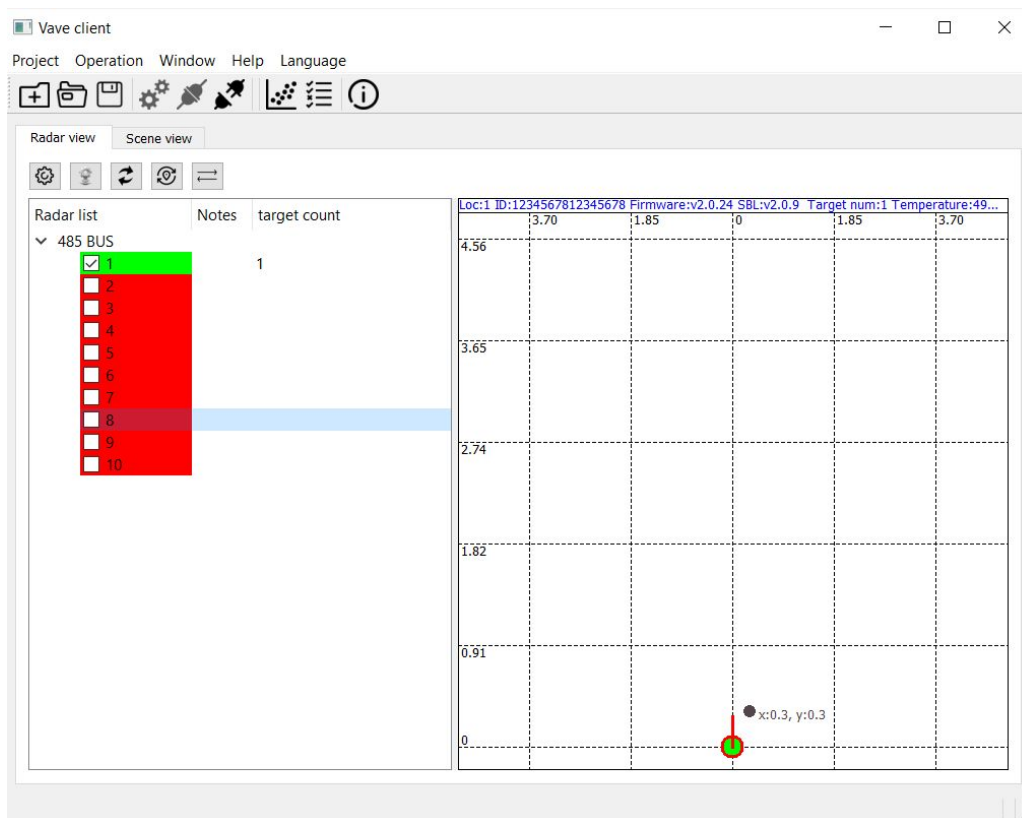 Vave client
Project Operation Window Help Language
Radar view Scene view
Radar list Notes target count
485 BUS
1 1
2
3
4
5
6
7
8
9
10
Loc:1 ID:1234567812345678 Firmware:v2.0.24 SBL:v2.0.9 Target num:1 Temperature:49...
3.70 1.85 0 1.85 3.70
4.56
3.65
2.74
1.82
0.91
x:0.3, y:0.3
0